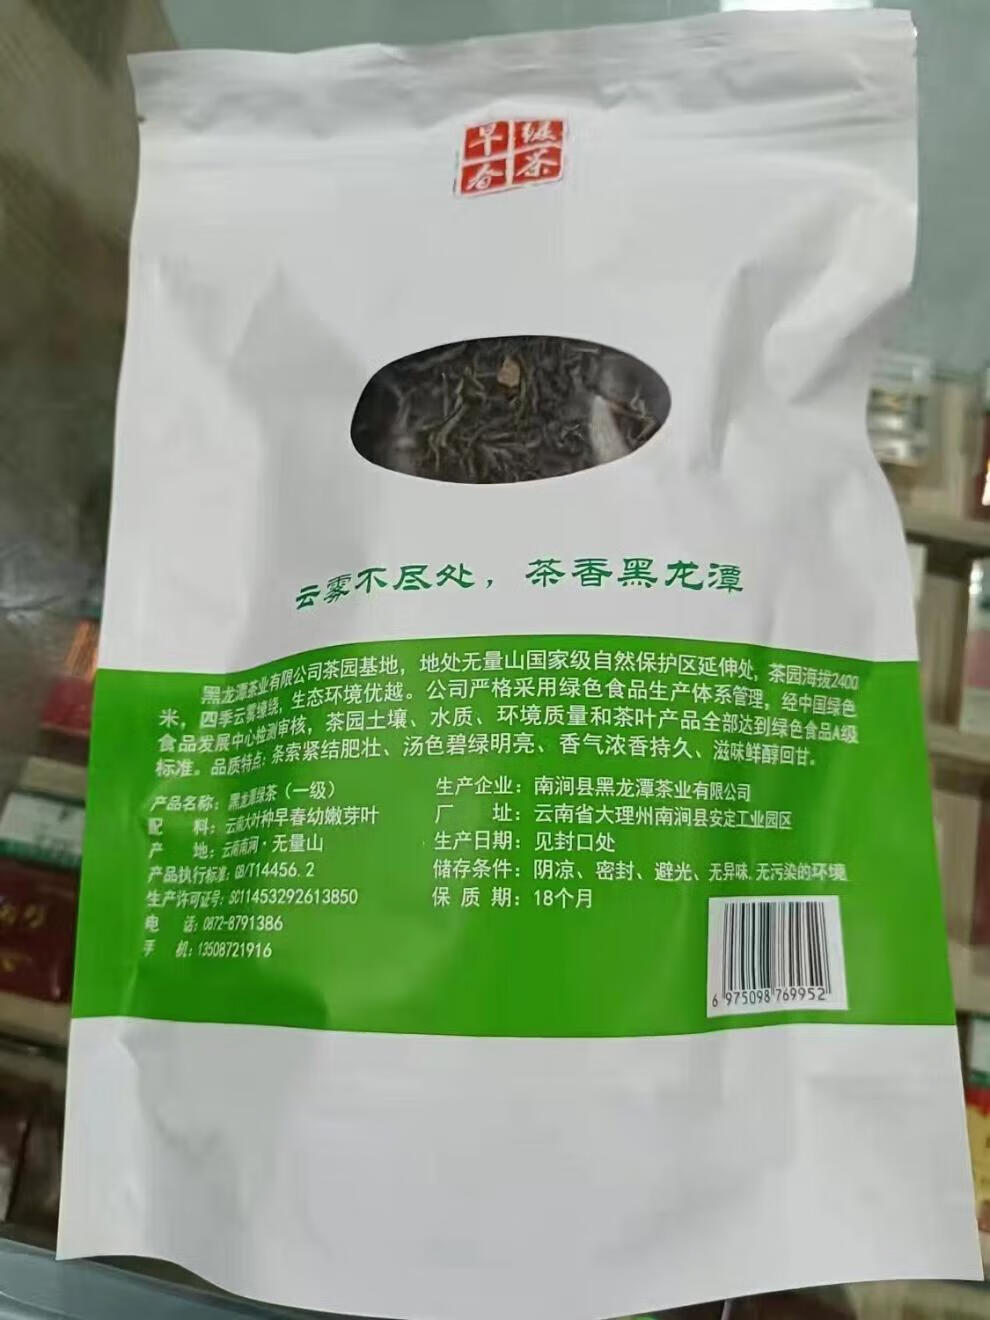 早春
绿茶
云雾不尽处，茶香黑龙潭
黑龙潭茶业有限公司茶园基地，地处无量山国家级自然保护区延伸处，茶园海拔2400
米，四季云雾缭绕，生态环境优越。公司严格采用绿色食品生产体系管理，经中国绿色
食品发展中心检测审核，茶园土壤、水质、环境质量和茶叶产品全部达到绿色食品A级
标准。品质特点：条索紧结肥壮、汤色碧绿明亮、香气浓香持久、滋味鲜醇回甘。
产品名称：黑龙潭绿茶（一级）
配 料：云南大叶种早春幼嫩芽叶
产 地：云南南涧·无量山
产品执行标准：GB/T14456.2
生产许可证号：SC11453292613850
电 话：0872-8791386
手 机：13508721916
生产企业：南涧县黑龙潭茶业有限公司
厂 址：云南省大理州南涧县安定工业园区
生产日期：见封口处
储存条件：阴凉、密封、避光、无异味.无污染的环境
保 质 期：18个月
6 975098 769952